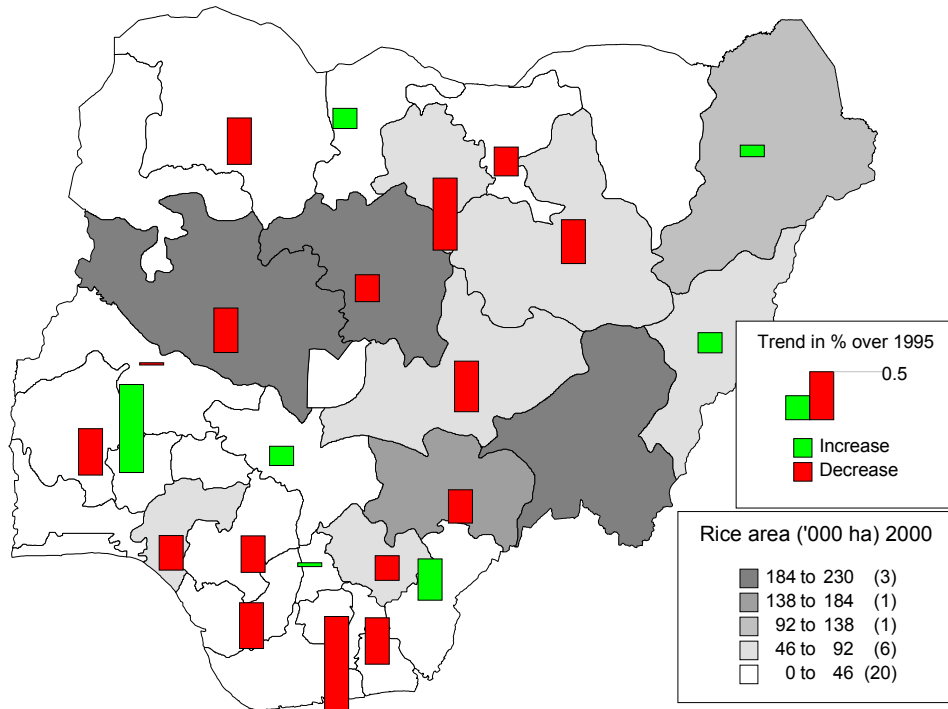 Trend in % over 1995
0.5
Increase
Decrease
Rice area ('000 ha) 2000
184 to 230 (3)
138 to 184 (1)
92 to 138 (1)
46 to 92 (6)
0 to 46 (20)